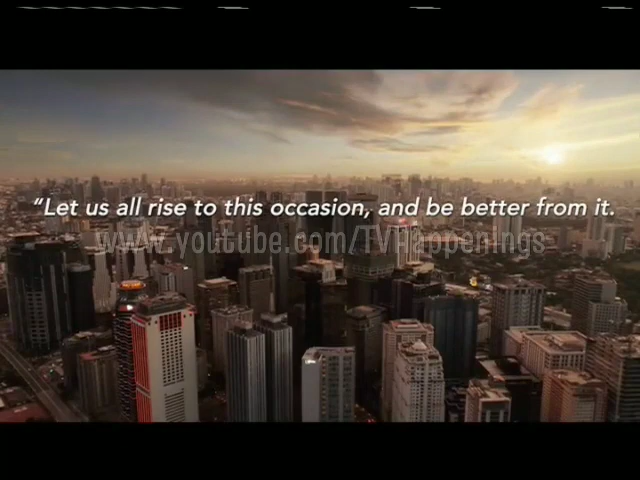 “Let us all rise to this occasion, and be better from it.
www.youtube.com/TVHappenings